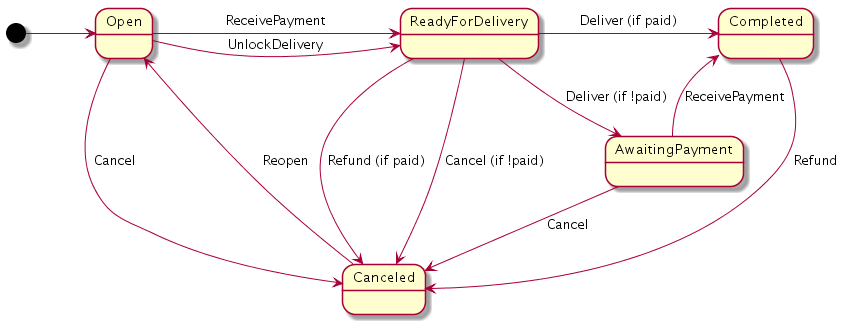 Open
ReceivePayment
ReadyForDelivery
Deliver (if paid)
Completed
UnlockDelivery
Deliver (if !paid)
ReceivePayment
AwaitingPayment
Cancel
Reopen
Refund (if paid)
Cancel (if !paid)
Refund
Cancel
Canceled